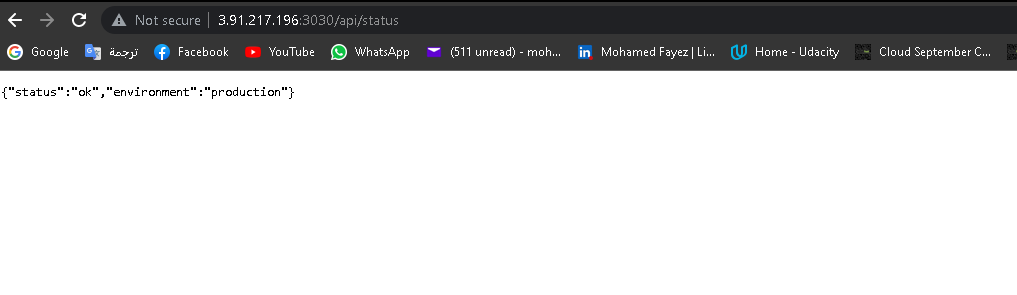 Not secure | 3.91.217.196:3030/api/status
Google ترجمة Facebook YouTube WhatsApp (511 unread) - moh... Mohamed Fayez | Li... Home - Udacity Cloud September C...
{"status":"ok","environment":"production"}